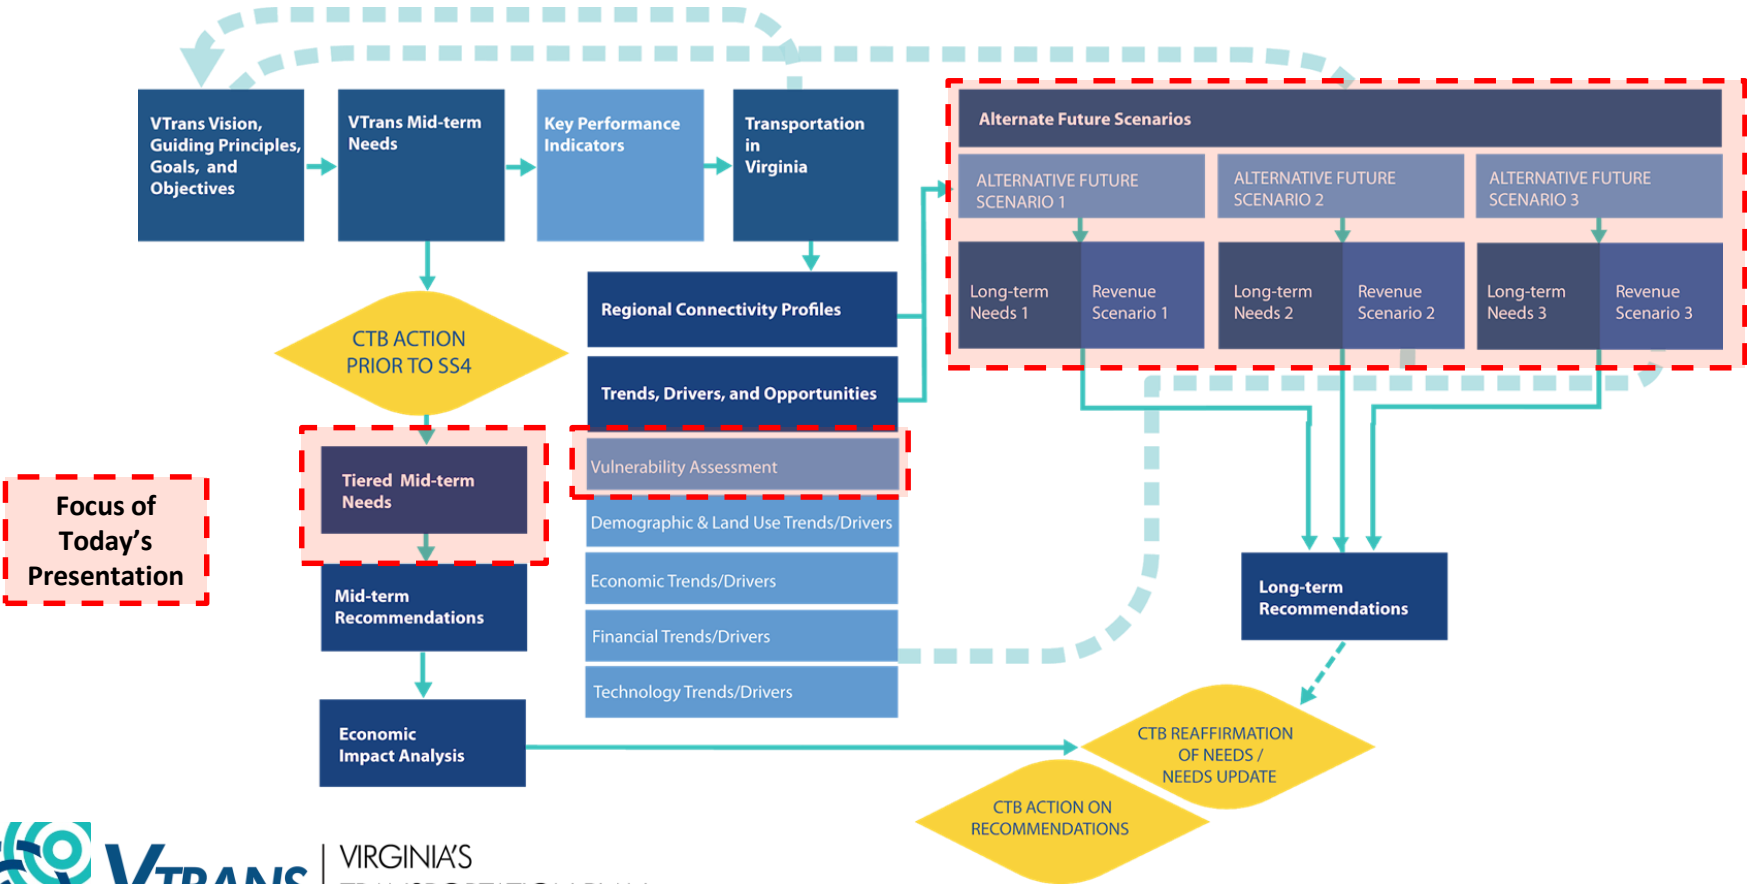 VTrans Vision,
Guiding Principles,
Goals, and
Objectives
VTrans Mid-term
Needs
Key Performance
Indicators
Transportation
in
Virginia
Alternate Future Scenarios
ALTERNATIVE FUTURE
SCENARIO 1
ALTERNATIVE FUTURE
SCENARIO 2
ALTERNATIVE FUTURE
SCENARIO 3
Long-term
Needs 1
Revenue
Scenario 1
Long-term
Needs 2
Revenue
Scenario 2
Long-term
Needs 3
Revenue
Scenario 3
Regional Connectivity Profiles
CTB ACTION
PRIOR TO SS4
Trends, Drivers, and Opportunities
Vulnerability Assessment
Tiered Mid-term
Needs
Focus of
Today’s
Presentation
Demographic & Land Use Trends/Drivers
Economic Trends/Drivers
Financial Trends/Drivers
Technology Trends/Drivers
Mid-term
Recommendations
Long-term
Recommendations
Economic
Impact Analysis
CTB REAFFIRMATION
OF NEEDS /
NEEDS UPDATE
CTB ACTION ON
RECOMMENDATIONS
VTRANS
VIRGINIA'S